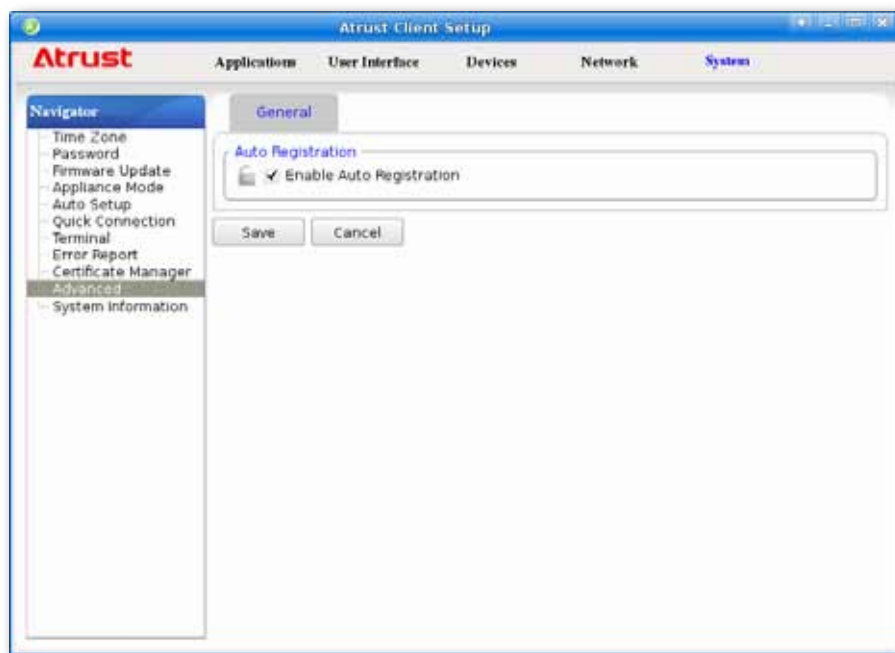 Atrust Client Setup
Atrust
Applications User Interface Devices Network System
Navigator
Time Zone
Password
Firmware Update
Appliance Mode
Auto Setup
Quick Connection
Terminal
Error Report
Certificate Manager
Advanced
System Information
General
Auto Registration
Enable Auto Registration
Save Cancel